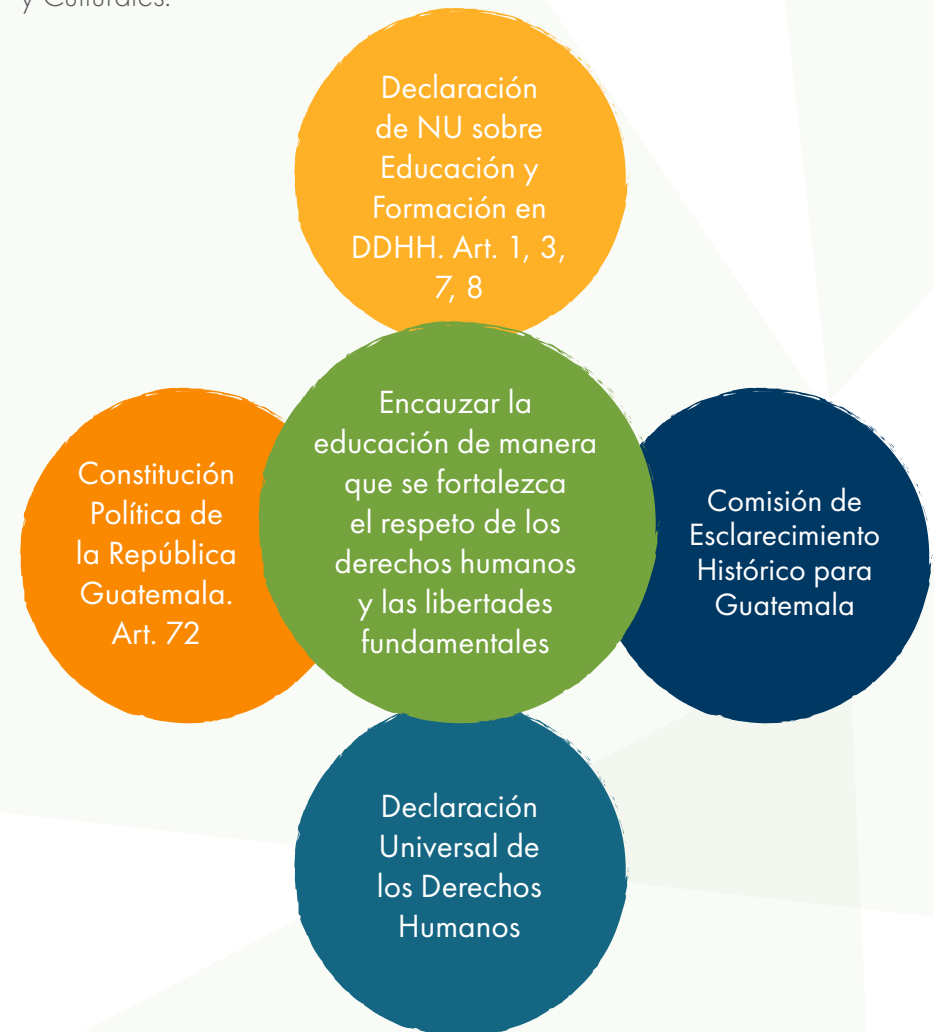 y Culturales.
Declaración
de NU sobre
Educación y
Formación en
DDHH. Art. 1, 3,
7, 8
Encauzar la
educación de manera
que se fortalezca
el respeto de los
derechos humanos
y las libertades
fundamentales
Constitución
Política de
la República
Guatemala.
Art. 72
Comisión de
Esclarecimiento
Histórico para
Guatemala
Declaración
Universal de
los Derechos
Humanos